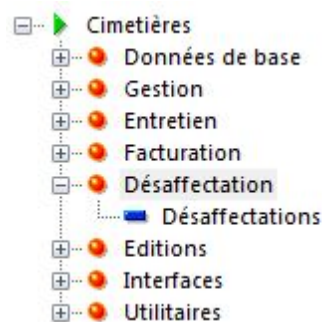 Cimetières
Données de base
Gestion
Entretien
Facturation
Désaffectation
Désaffectations
Editions
Interfaces
Utilitaires